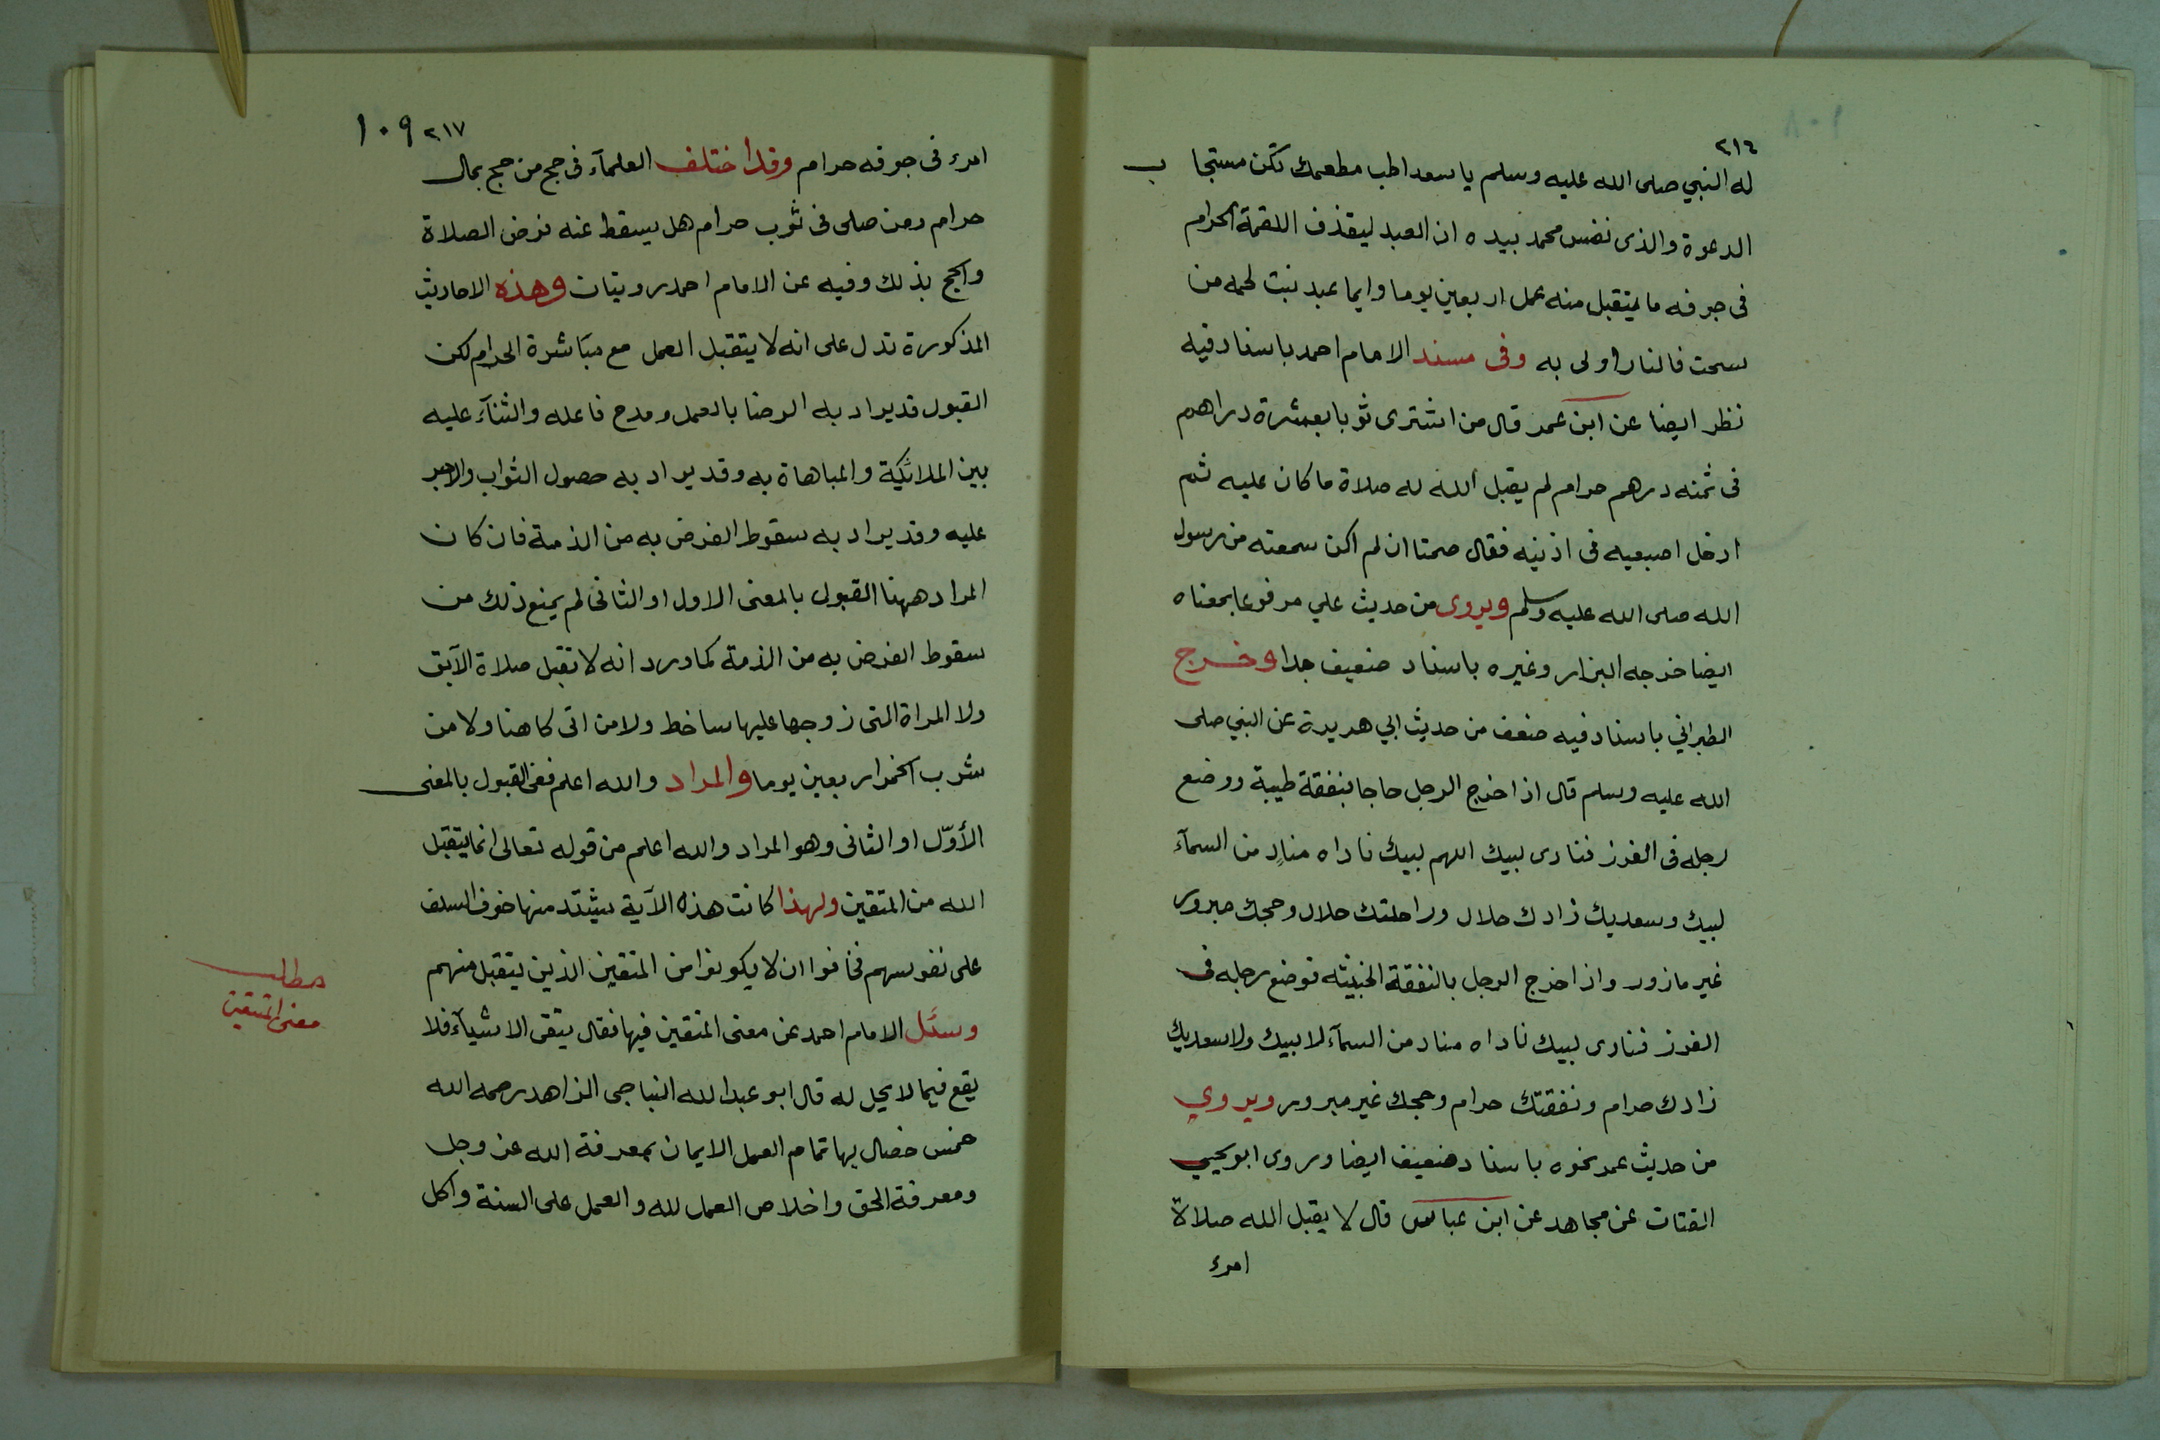 ٢١٦
له النبي صلى الله عليه وسلم يا سعد اطب مطعمك تكن مستجا ب
الدعوة والذى نفس محمد بيده ان العبد ليقذف اللقمة الحرام
فى جوفه ما يتقبل منه عمل اربعين يوما وايما عبد نبت لحمه من
سحت فالنار اولى به وفى مسند الامام احمد باسناد فيه
نظر ايضا عن ابن عمر قال من اشترى ثوبا بعشرة دراهم
فى ثمنه درهم حرام لم يقبل الله له صلاة ما كان عليه ثم
ادخل اصبعيه فى اذنيه فقال صمتا ان لم اكن سمعته من رسول
الله صلى الله عليه وسلم ويروى من حديث علي مرفوعا بمعناه
ايضا خرجه البزار وغيره باسناد ضعيف جدا وخرج
الطبراني باسناد فيه ضعف من حديث ابي هريرة عن النبي صلى
الله عليه وسلم قال اذا خرج الرجل حاجا بنفقة طيبة ووضع
رجله فى الغرز فنادى لبيك اللهم لبيك ناداه مناد من السمآء
لبيك وسعديك زادك حلال وراحلتك حلال وحجك مبرور
غير مازور واذا خرج الرجل بالنفقة الخبيثه فوضع رجله فى
الغرز فنادى لبيك ناداه مناد من السمآء لا لبيك ولا سعديك
زادك حرام ونفقتك حرام وحجك غير مبرور ويروي
من حديث عمر نحوه باسناد ضعيف ايضا وروى ابو يحيي
القتات عن مجاهد عن ابن عباس قال لا يقبل الله صلاة
امرء
٢١٧ ١٠٩
امرء فى جوفه حرام وقد اختلف العلمآء فى حج من حج بمال
حرام ومن صلى فى ثوب حرام هل يسقط عنه فرض الصلاة
والحج بذلك وفيه عن الامام احمد روايتان وهذه الاحاديث
المذكورة تدل على انه لا يتقبل العمل مع مباشرة الحرام لكن
القبول قد يراد به الرضا بالعمل ومدح فاعله والثنآء عليه
بين الملائكة والمباهاة به وقد يراد به حصول الثواب والاجر
عليه وقد يراد به سقوط الفرض به من الذمة فان كان
المراد ههنا القبول بالمعنى الاول او الثانى لم يمنع ذلك من
سقوط الفرض به من الذمة كما ورد انه لا تقبل صلاة الآبق
ولا المراة التى زوجها عليها ساخط ولا من اتى كاهنا ولا من
شرب الخمر اربعين يوما والمراد والله اعلم نفى القبول بالمعنى
الأوّل او الثانى وهو المراد والله اعلم من قوله تعالى انما يتقبل
الله من المتقين ولهذا كانت هذه الآية يشتد منها خوف السلف
على نفوسهم فخافوا ان لا يكونوا من المتقين الذين يتقبل منهم
وسئل الامام احمد عن معنى المتقين فيها فقال يتقى الاشيآء فلا
يقع فيما لا يحل له قال ابو عبد الله النباجى الزاهد رحمه الله
خمس خصال بها تمام العمل الايمان بمعرفة الله عز وجل
ومعرفة الحق واخلاص العمل لله والعمل على السنة واكل
مطلب
معنى المتقين